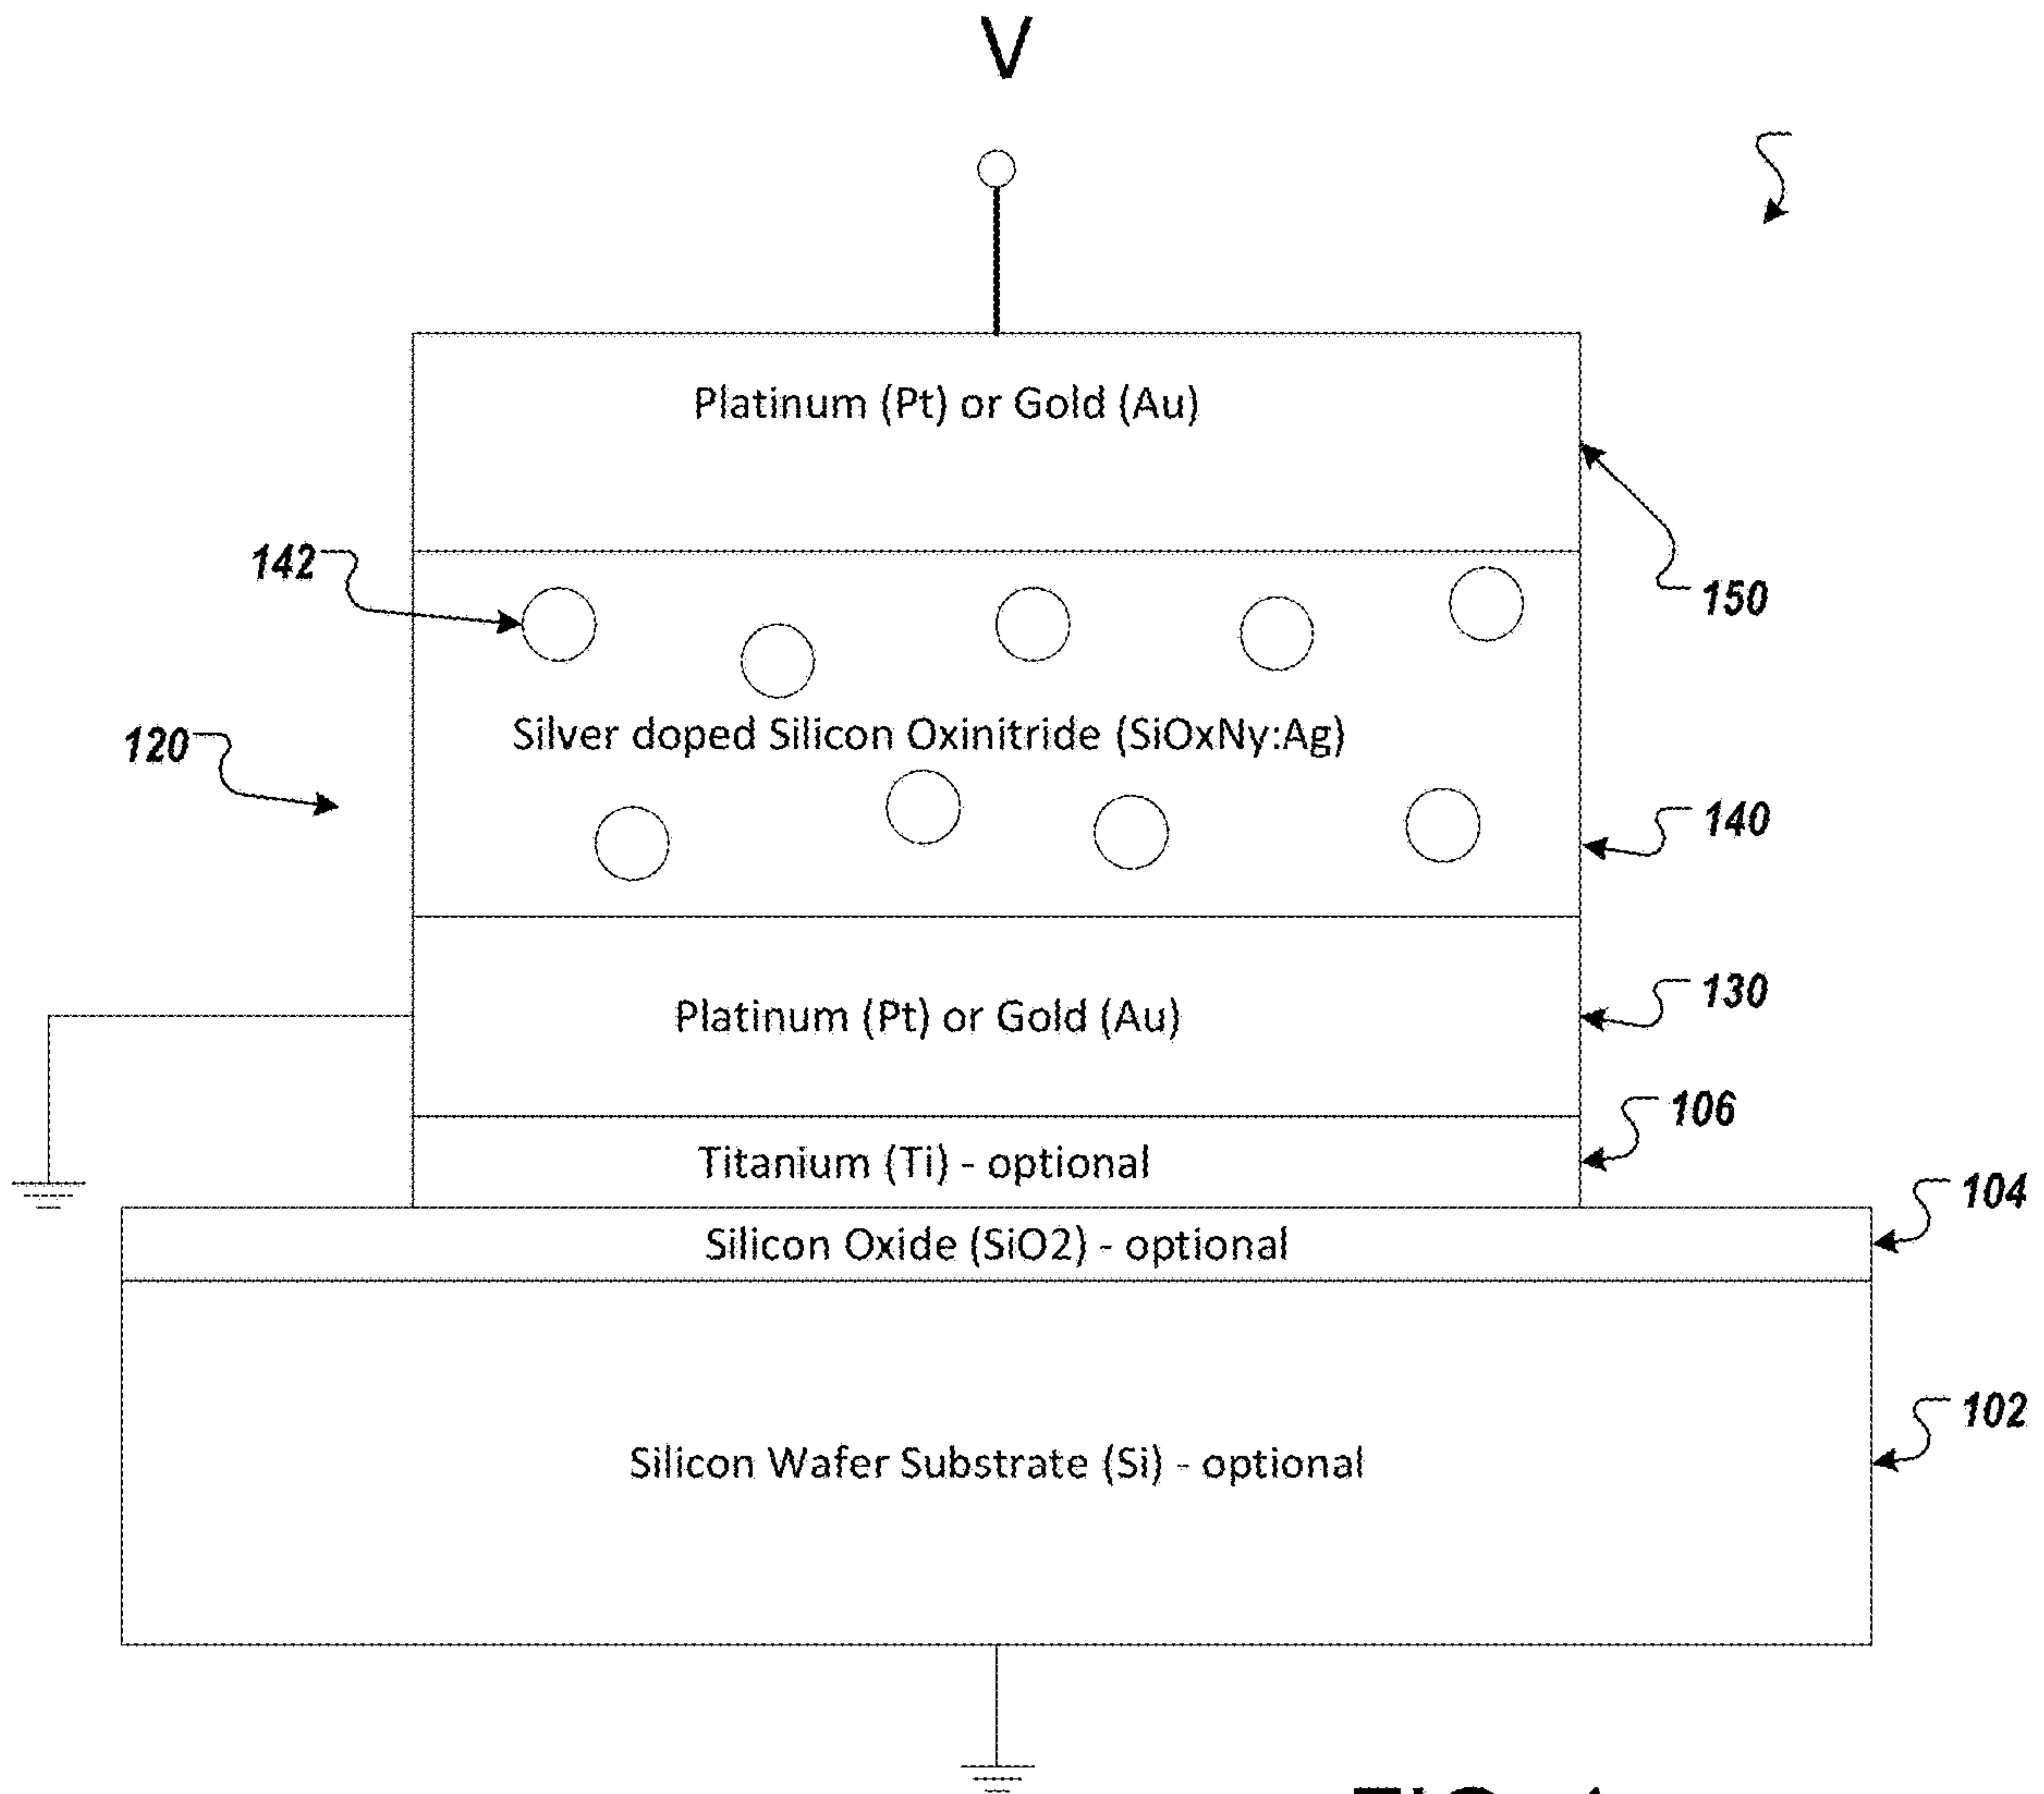 V
Platinum (Pt) or Gold (Au)
142
150
Silver doped Silicon Oxinitride (SiOxNy:Ag)
120
140
Platinum (Pt) or Gold (Au)
130
106
Titanium (Ti) - optional
104
Silicon Oxide (SiO2) - optional
102
Silicon Wafer Substrate (Si) - optional